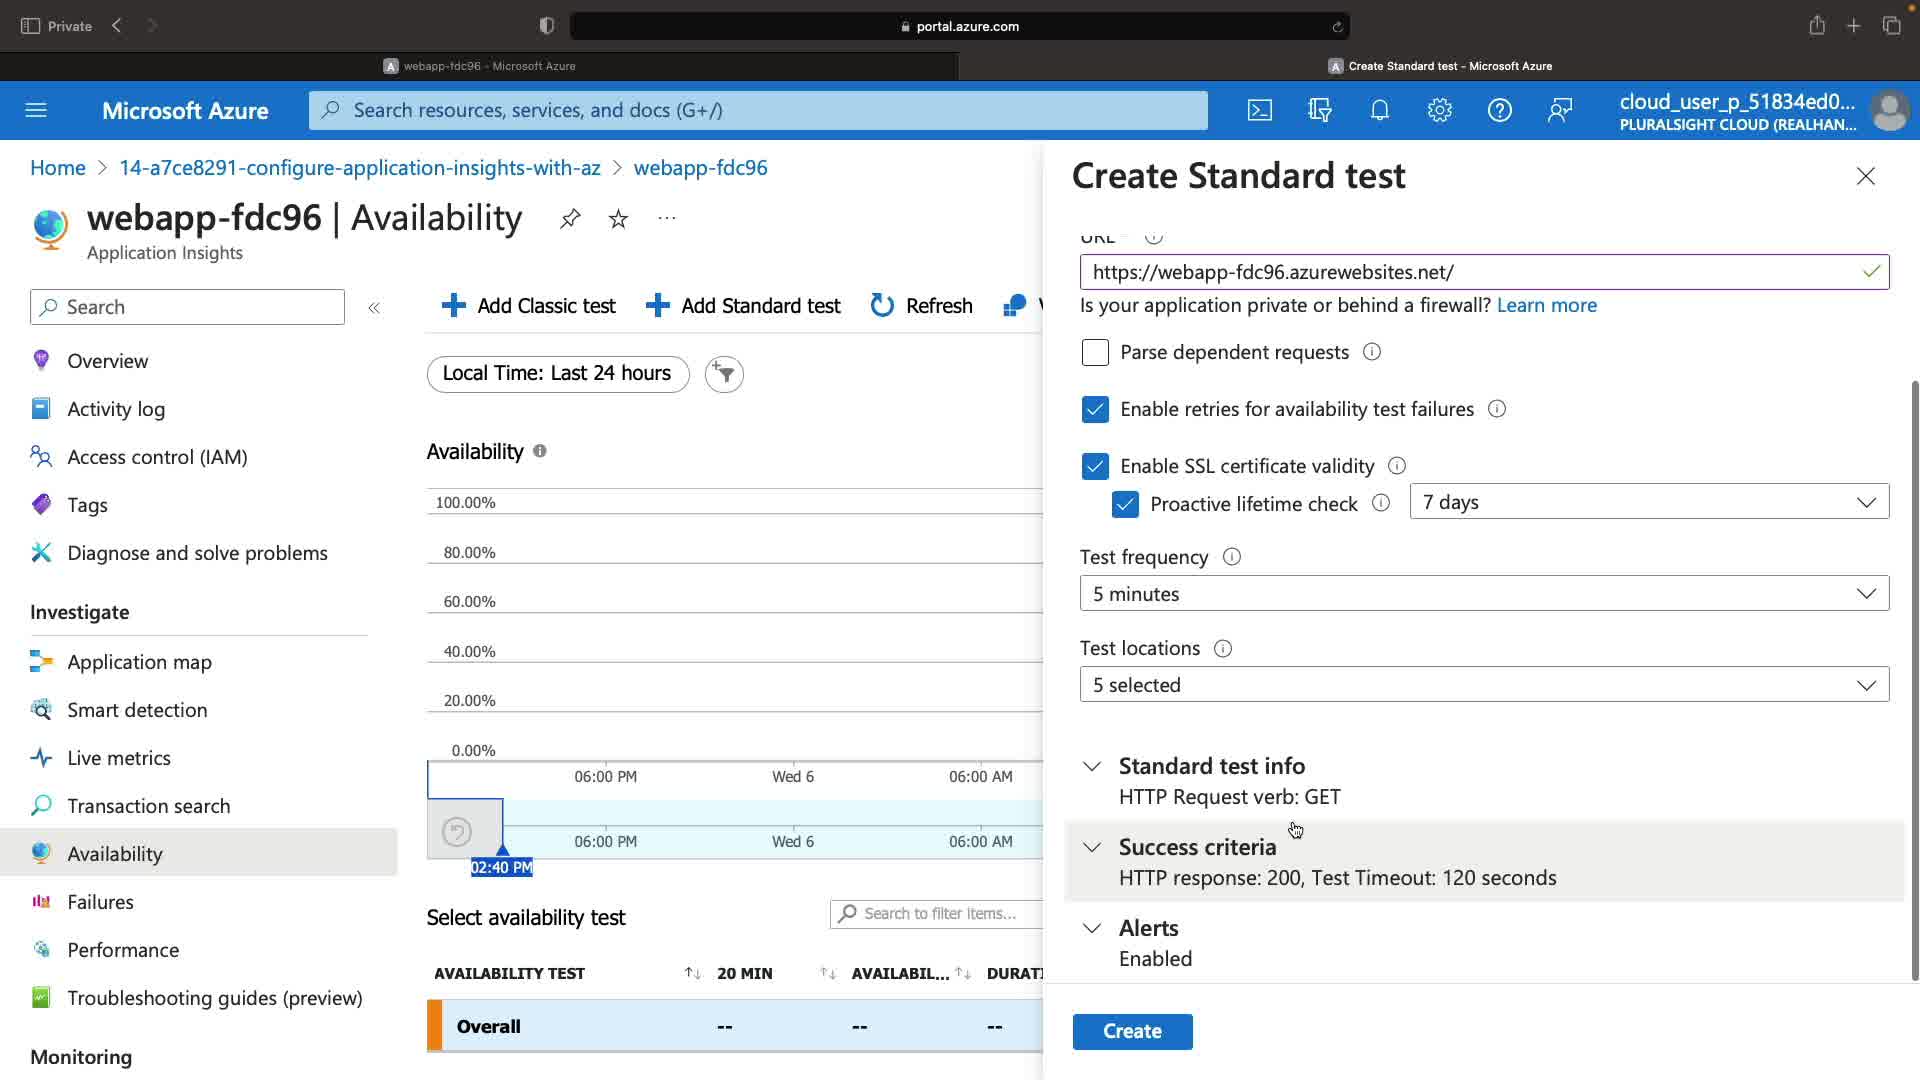 Private
portal.azure.com
A webapp-fdc96 - Microsoft Azure
A Create Standard test - Microsoft Azure
Microsoft Azure
Search resources, services, and docs (G+/)
cloud_user_p_51834ed0...
PLURALSIGHT CLOUD (REALHAN...
Home > 14-a7ce8291-configure-application-insights-with-az > webapp-fdc96
webapp-fdc96 | Availability
Application Insights
Search
Overview
Activity log
Access control (IAM)
Tags
Diagnose and solve problems
Investigate
Application map
Smart detection
Live metrics
Transaction search
Availability
Failures
Performance
Troubleshooting guides (preview)
Monitoring
Add Classic test
Add Standard test
Refresh
Local Time: Last 24 hours
Availability
100.00%
80.00%
60.00%
40.00%
20.00%
0.00%
06:00 PM Wed 6 06:00 AM
06:00 PM Wed 6 06:00 AM
02:40 PM
Select availability test
Search to filter items...
AVAILABILITY TEST 20 MIN AVAILABIL... DURATI
Overall -- -- --
Create Standard test
URL
https://webapp-fdc96.azurewebsites.net/
Is your application private or behind a firewall? Learn more
Parse dependent requests
Enable retries for availability test failures
Enable SSL certificate validity
Proactive lifetime check
7 days
Test frequency
5 minutes
Test locations
5 selected
Standard test info
HTTP Request verb: GET
Success criteria
HTTP response: 200, Test Timeout: 120 seconds
Alerts
Enabled
Create